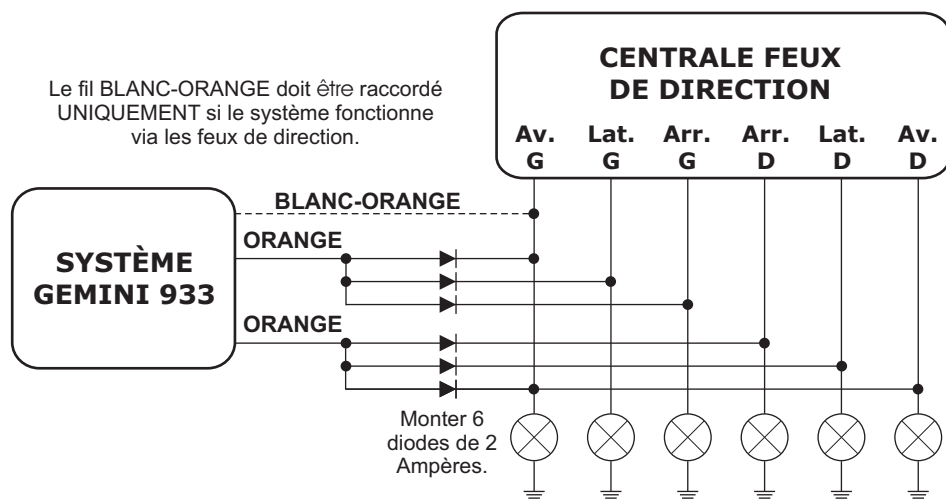 CENTRALE FEUX
DE DIRECTION
Av. Lat. Arr. Arr. Lat. Av.
G G G D D D
Le fil BLANC-ORANGE doit être raccordé
UNIQUEMENT si le système fonctionne
via les feux de direction.
BLANC-ORANGE
ORANGE
SYSTÈME
GEMINI 933
ORANGE
Monter 6
diodes de 2
Ampères.